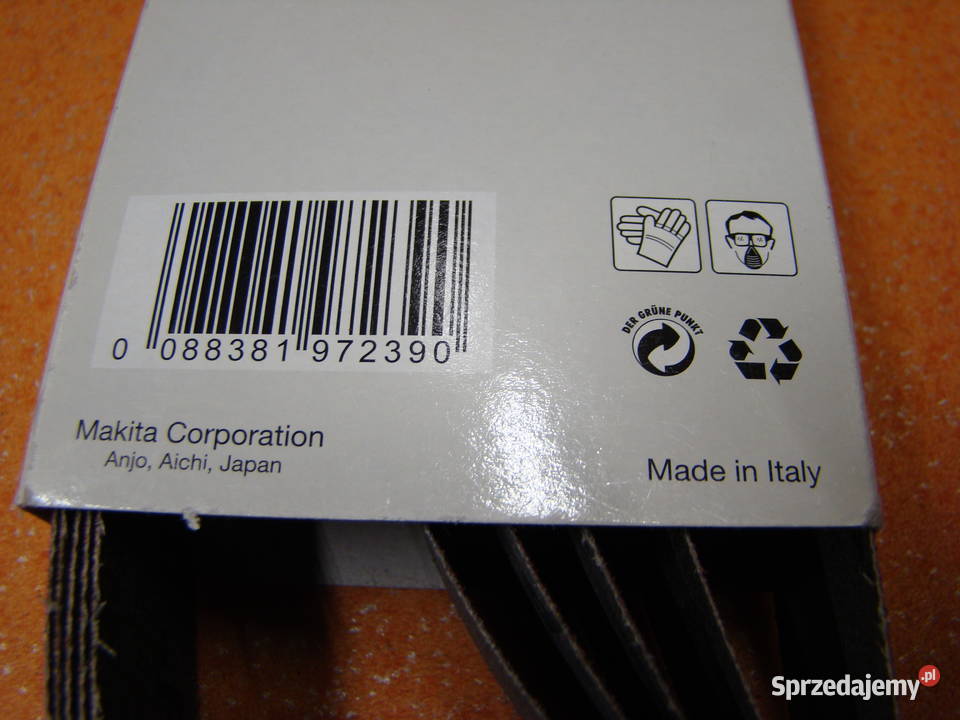 0 088381 972390
DER GRÜNE PUNKT
Makita Corporation
Anjo, Aichi, Japan
Made in Italy
Sprzedajemy.pl